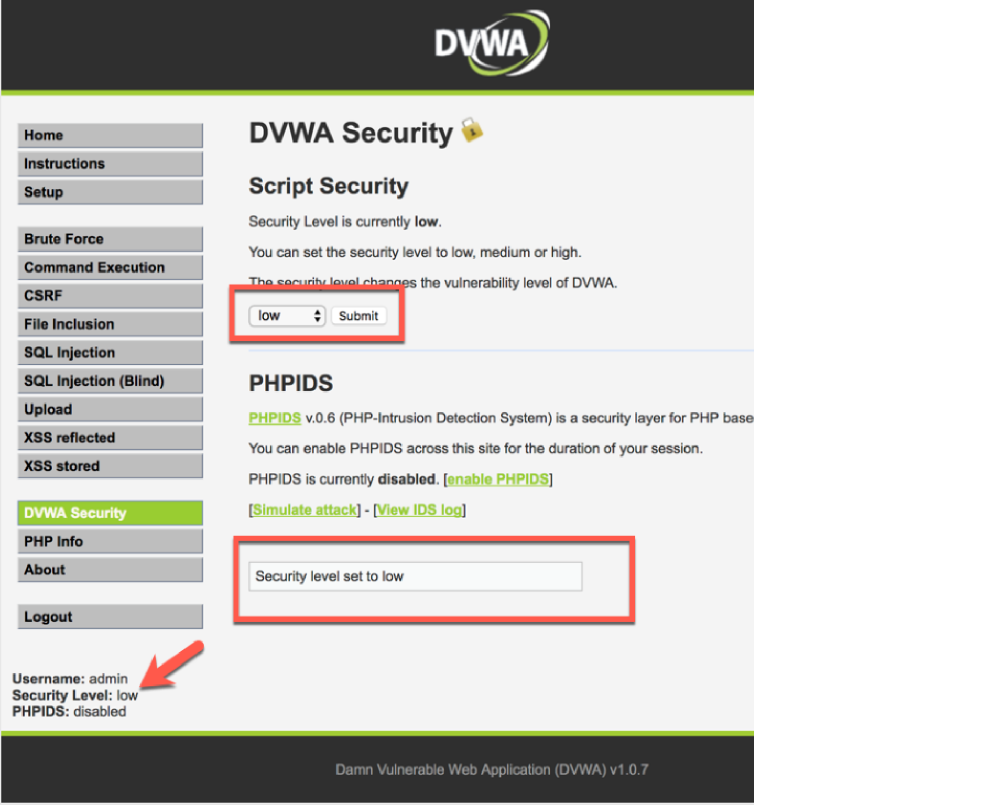 DVWA
Home
Instructions
Setup
Brute Force
Command Execution
CSRF
File Inclusion
SQL Injection
SQL Injection (Blind)
Upload
XSS reflected
XSS stored
DVWA Security
PHP Info
About
Logout
Username: admin
Security Level: low
PHPIDS: disabled
DVWA Security
Script Security
Security Level is currently low.
You can set the security level to low, medium or high.
The security level changes the vulnerability level of DVWA.
low Submit
PHPIDS
PHPIDS v.0.6 (PHP-Intrusion Detection System) is a security layer for PHP base
You can enable PHPIDS across this site for the duration of your session.
PHPIDS is currently disabled. [enable PHPIDS]
[Simulate attack] - [View IDS log]
Security level set to low
Damn Vulnerable Web Application (DVWA) v1.0.7